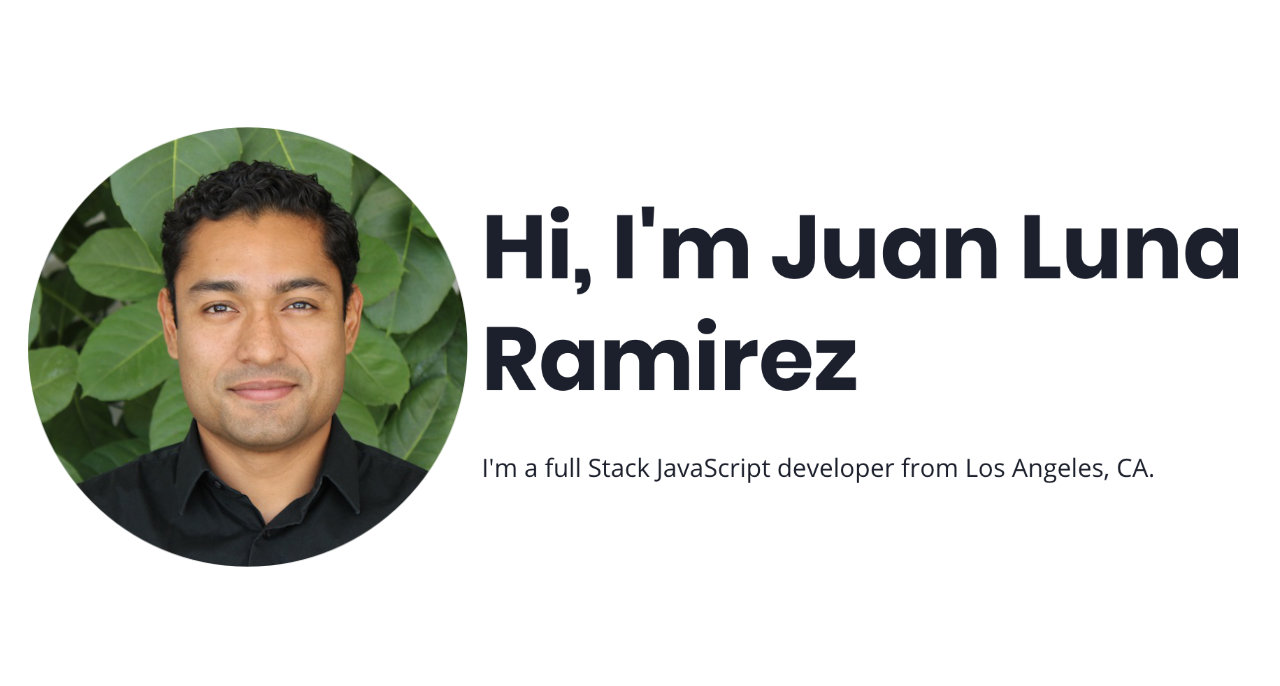 Hi, I'm Juan Luna
Ramirez
I'm a full Stack JavaScript developer from Los Angeles, CA.